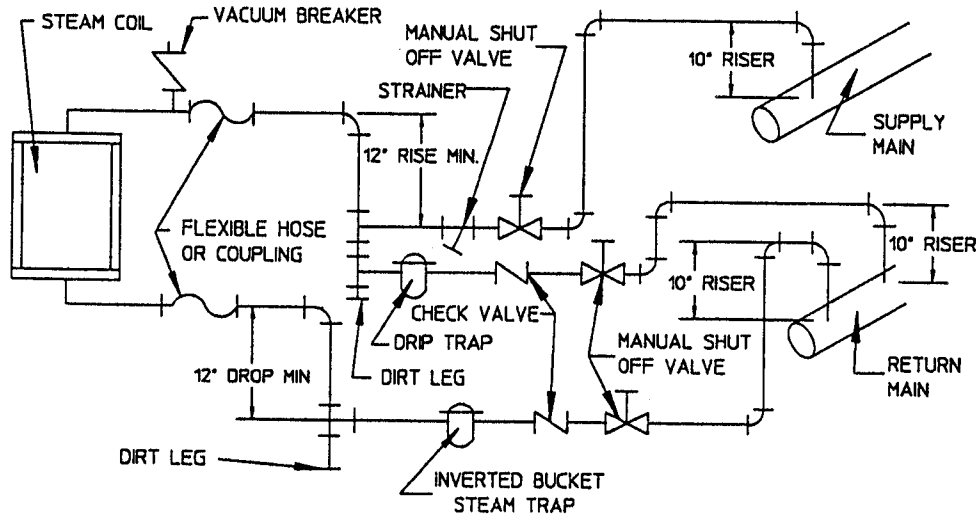 STEAM COIL
VACUUM BREAKER
MANUAL SHUT
OFF VALVE
STRAINER
10" RISER
SUPPLY
MAIN
12" RISE MIN.
FLEXIBLE HOSE
OR COUPLING
10" RISER
10" RISER
CHECK VALVE
DRIP TRAP
MANUAL SHUT
OFF VALVE
RETURN
MAIN
12" DROP MIN
DIRT LEG
DIRT LEG
INVERTED BUCKET
STEAM TRAP